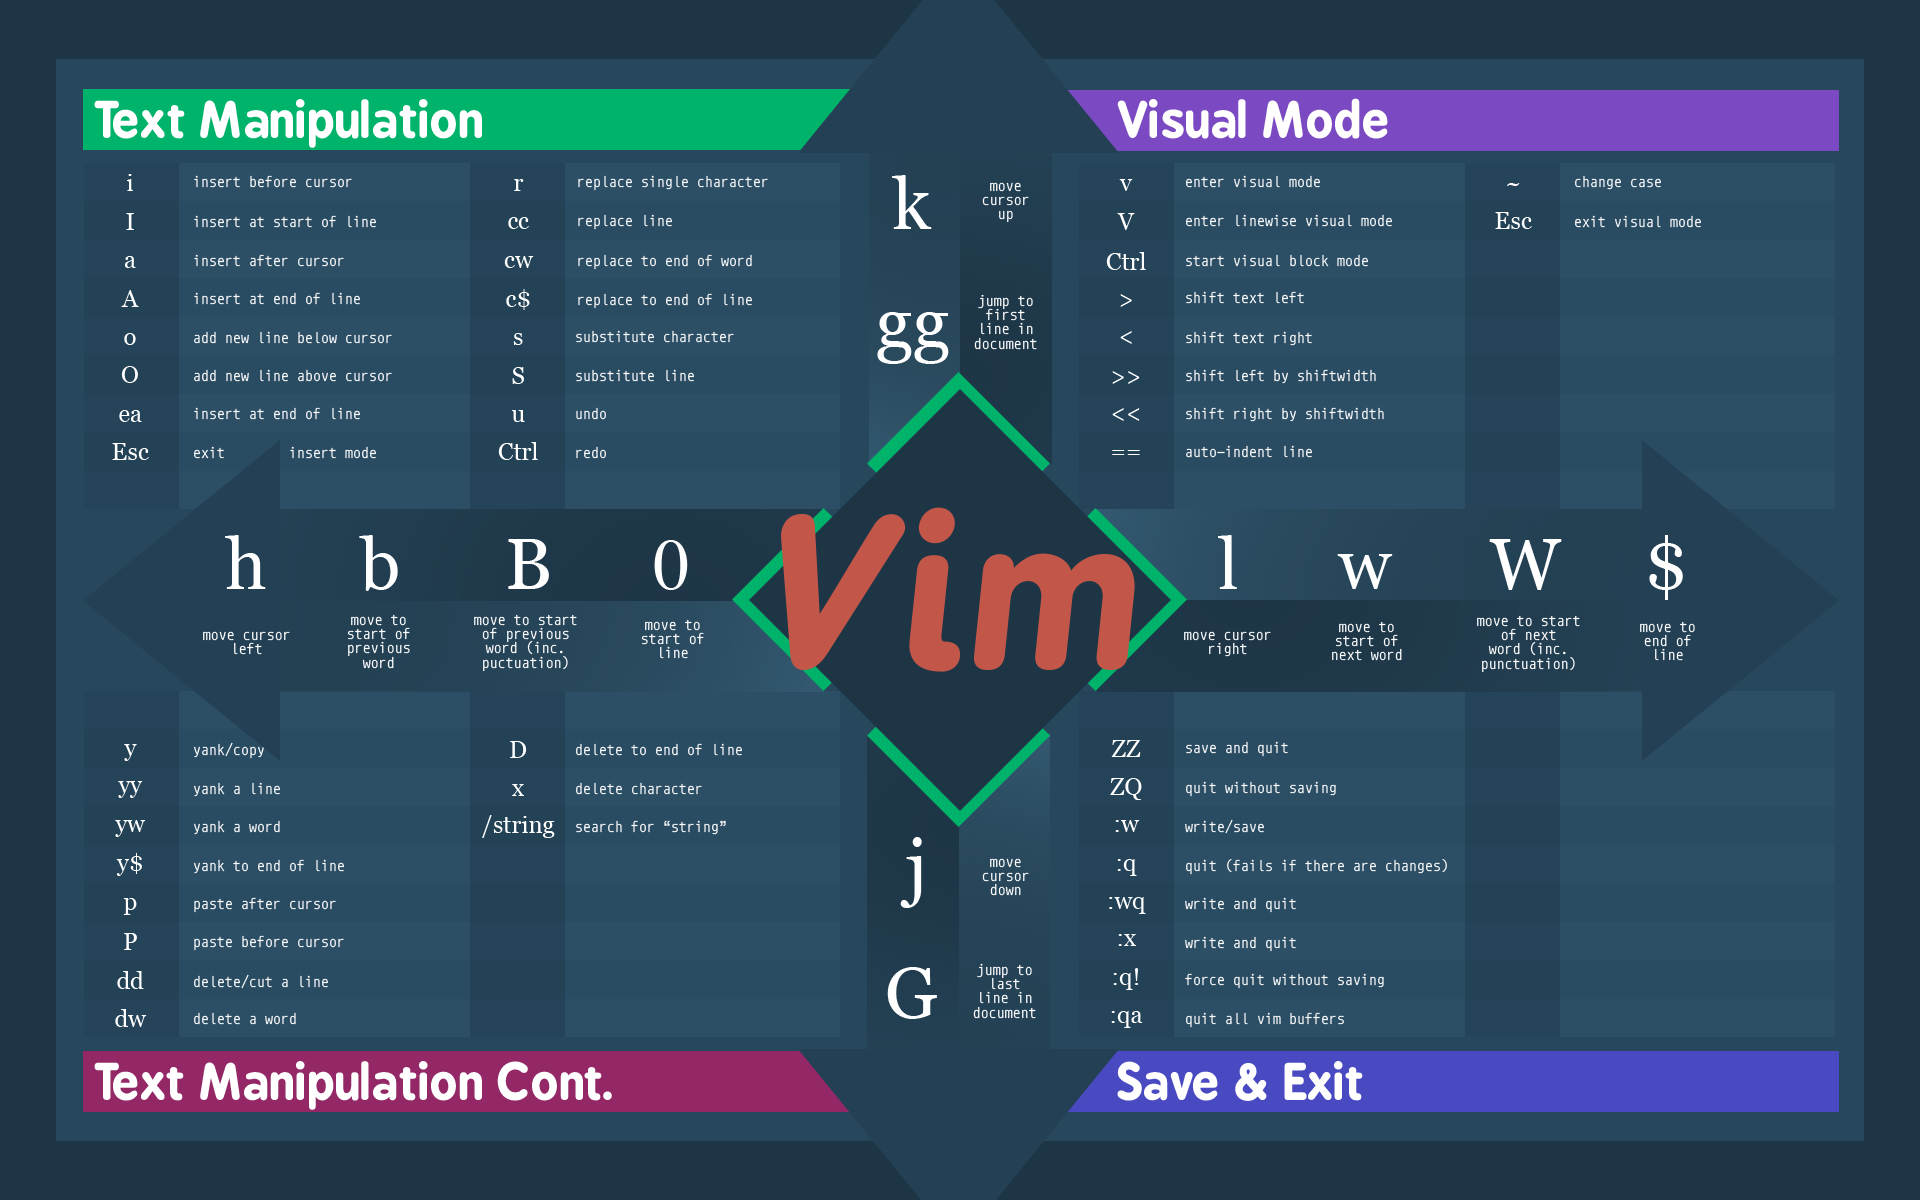 Text Manipulation
i insert before cursor
I insert at start of line
a insert after cursor
A insert at end of line
o add new line below cursor
O add new line above cursor
ea insert at end of line
Esc exit insert mode
r replace single character
cc replace line
cw replace to end of word
c$ replace to end of line
s substitute character
S substitute line
u undo
Ctrl redo
k
move
cursor
up
gg
jump to
first
line in
document
Visual Mode
v enter visual mode
V enter linewise visual mode
Ctrl start visual block mode
> shift text left
< shift text right
>> shift left by shiftwidth
<< shift right by shiftwidth
== auto-indent line
~ change case
Esc exit visual mode
h
move cursor
left
b
move to
start of
previous
word
B
move to start
of previous
word (inc.
puctuation)
0
move to
start of
line
Vim
l
move cursor
right
w
move to
start of
next word
W
move to start
of next
word (inc.
punctuation)
$
move to
end of
line
y yank/copy
yy yank a line
yw yank a word
y$ yank to end of line
p paste after cursor
P paste before cursor
dd delete/cut a line
dw delete a word
D delete to end of line
x delete character
/string search for “string”
Text Manipulation Cont.
j
move
cursor
down
G
jump to
last
line in
document
ZZ save and quit
ZQ quit without saving
:w write/save
:q quit (fails if there are changes)
:wq write and quit
:x write and quit
:q! force quit without saving
:qa quit all vim buffers
Save & Exit